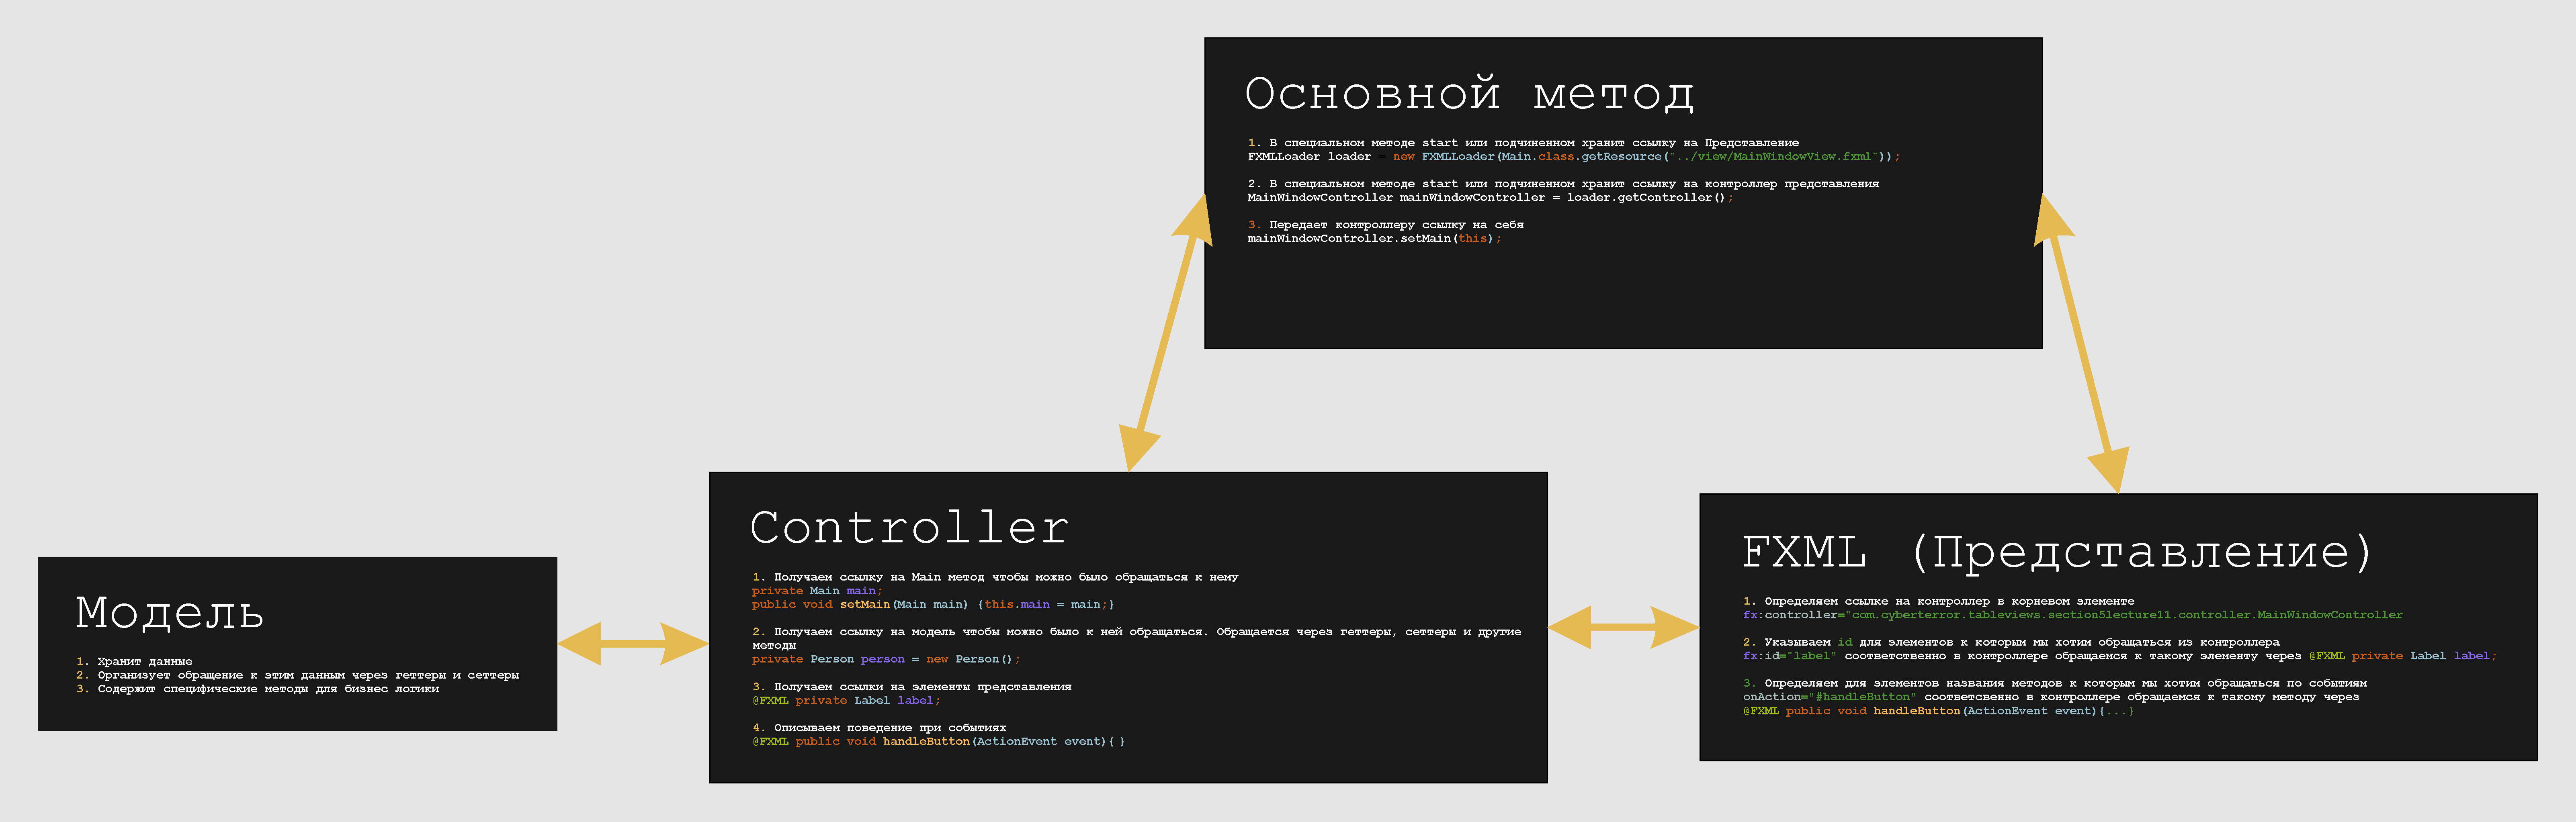 Основной метод
1. В специальном методе start или подчиненном хранит ссылку на Представление
FXMLLoader loader = new FXMLLoader(Main.class.getResource("../view/MainWindowView.fxml"));
2. В специальном методе start или подчиненном хранит ссылку на контроллер представления
MainWindowController mainWindowController = loader.getController();
3. Передает контроллеру ссылку на себя
mainWindowController.setMain(this);
Модель
1. Хранит данные
2. Организует обращение к этим данным через геттеры и сеттеры
3. Содержит специфические методы для бизнес логики
Controller
1. Получаем ссылку на Main метод чтобы можно было обращаться к нему
private Main main;
public void setMain(Main main) {this.main = main;}
2. Получаем ссылку на модель чтобы можно было к ней обращаться. Обращается через геттеры, сеттеры и другие
методы
private Person person = new Person();
3. Получаем ссылки на элементы представления
@FXML private Label label;
4. Описываем поведение при событиях
@FXML public void handleButton(ActionEvent event){ }
FXML (Представление)
1. Определяем ссылке на контроллер в корневом элементе
fx:controller="com.cyberterror.tableviews.section5lecture11.controller.MainWindowController
2. Указываем id для элементов к которым мы хотим обращаться из контроллера
fx:id="label" соответственно в контроллере обращаемся к такому элементу через @FXML private Label label;
3. Определяем для элементов названия методов к которым мы хотим обращаться по событиям
onAction="#handleButton" соответсвенно в контроллере обращаемся к такому методу через
@FXML public void handleButton(ActionEvent event){...}